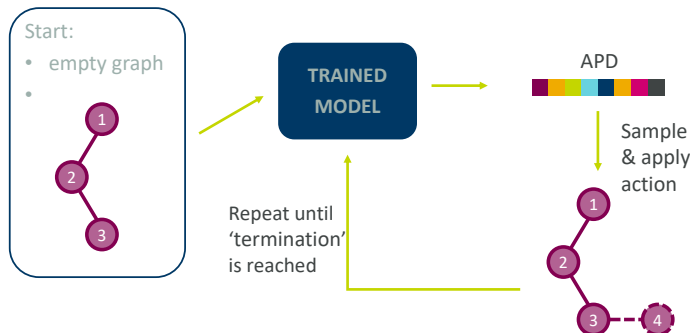 Start:
• empty graph
•
1
2
3
TRAINED
MODEL
APD
Sample
& apply
action
Repeat until
‘termination’
is reached
1
2
3
4